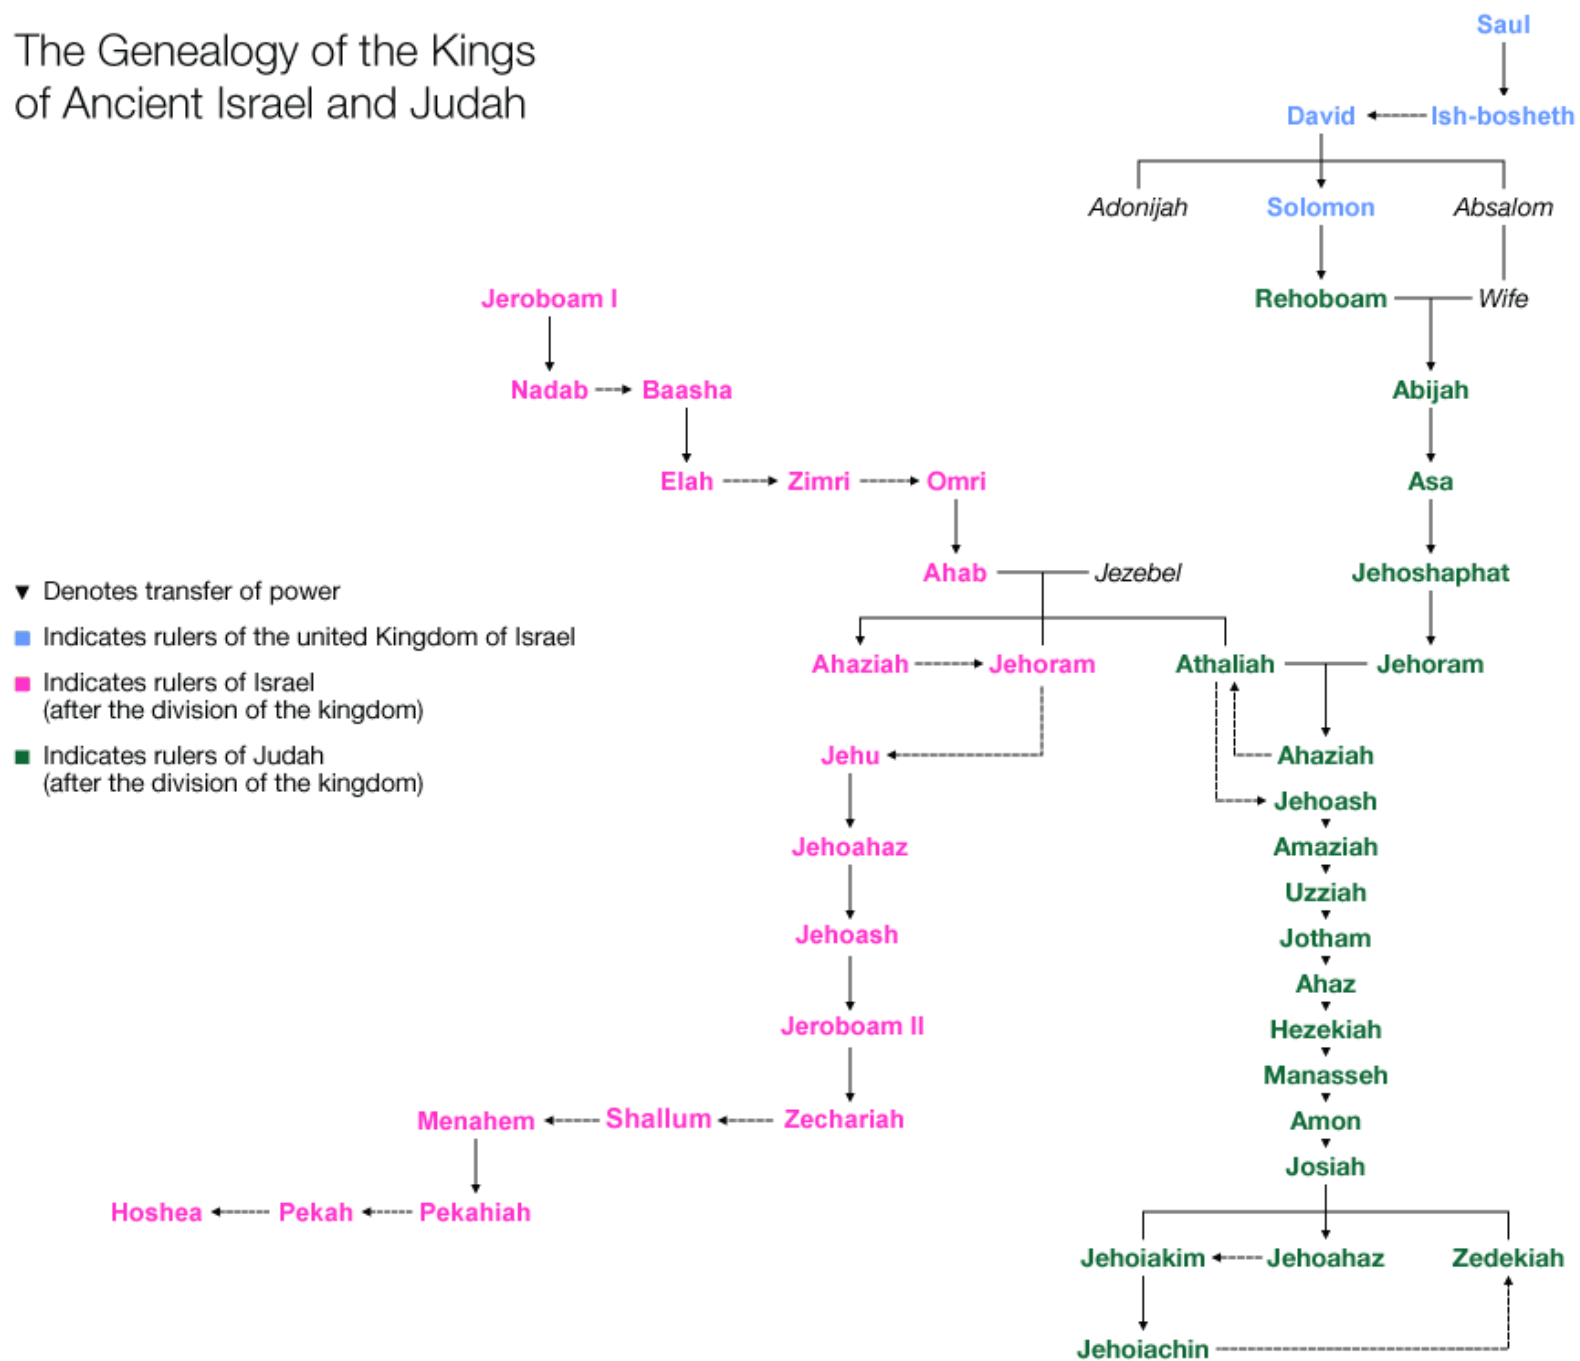 The Genealogy of the Kings
of Ancient Israel and Judah
Saul
David
Ish-bosheth
Adonijah
Solomon
Absalom
Jeroboam I
Rehoboam
Wife
Nadab
Baasha
Abijah
Elah
Zimri
Omri
Asa
Ahab
Jezebel
Jehoshaphat
Denotes transfer of power
Indicates rulers of the united Kingdom of Israel
Indicates rulers of Israel
(after the division of the kingdom)
Indicates rulers of Judah
(after the division of the kingdom)
Ahaziah
Jehoram
Athaliah
Jehoram
Jehu
Ahaziah
Jehoash
Jehoahaz
Amaziah
Uzziah
Jehoash
Jotham
Ahaz
Jeroboam II
Hezekiah
Manasseh
Menahem
Shallum
Zechariah
Amon
Josiah
Hoshea
Pekah
Pekahiah
Jehoiakim
Jehoahaz
Zedekiah
Jehoiachin